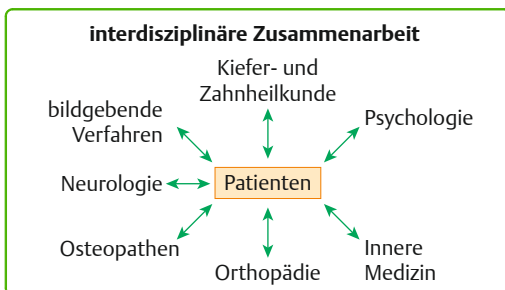 interdisziplinäre Zusammenarbeit
Kiefer- und
Zahnheilkunde
bildgebende
Verfahren
Psychologie
Neurologie
Patienten
Osteopathen
Orthopädie
Innere
Medizin